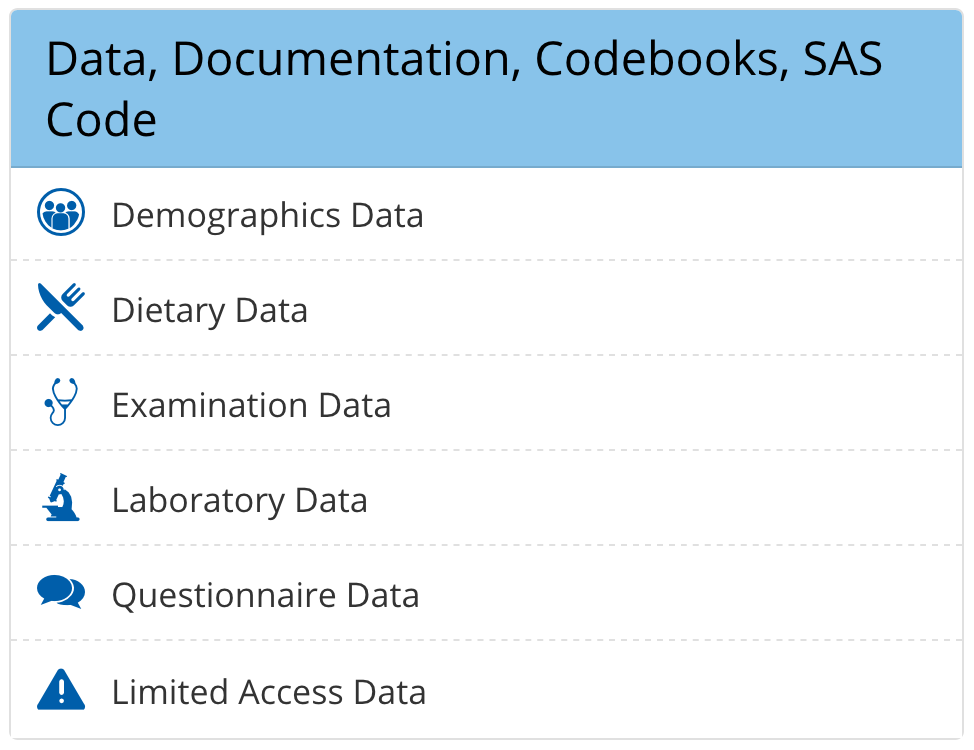 Data, Documentation, Codebooks, SAS
Code
Demographics Data
Dietary Data
Examination Data
Laboratory Data
Questionnaire Data
Limited Access Data